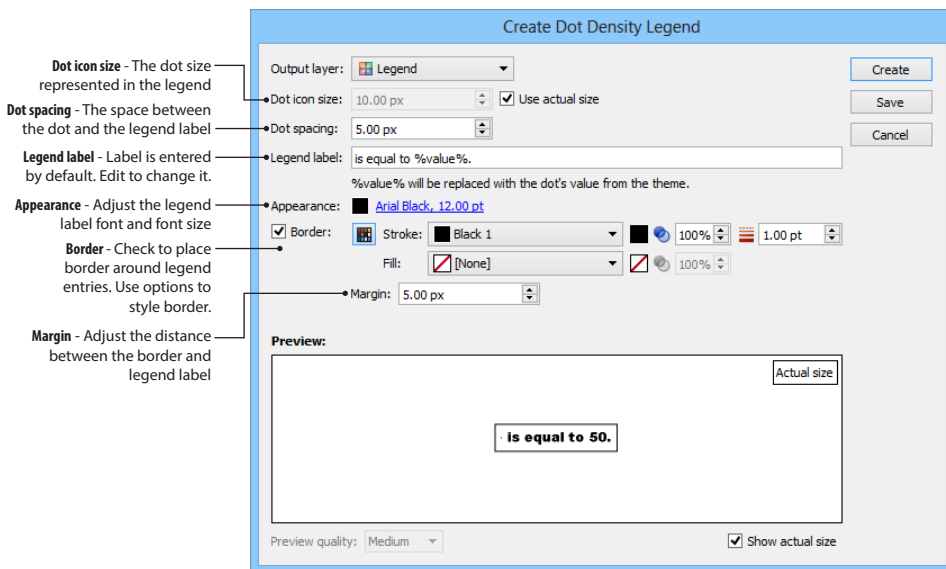 Create Dot Density Legend
Dot icon size - The dot size
represented in the legend
Dot spacing - The space between
the dot and the legend label
Legend label - Label is entered
by default. Edit to change it.
Appearance - Adjust the legend
label font and font size
Border - Check to place
border around legend
entries. Use options to
style border.
Margin - Adjust the distance
between the border and
legend label
Output layer: Legend
Create
Dot icon size: 10.00 px Use actual size
Save
Dot spacing: 5.00 px
Cancel
Legend label: is equal to %value%.
%value% will be replaced with the dot's value from the theme.
Appearance: Arial Black, 12.00 pt
Border: Stroke: Black 1 100% 1.00 pt
Fill: [None] 100%
Margin: 5.00 px
Preview:
Actual size
is equal to 50.
Preview quality: Medium Show actual size